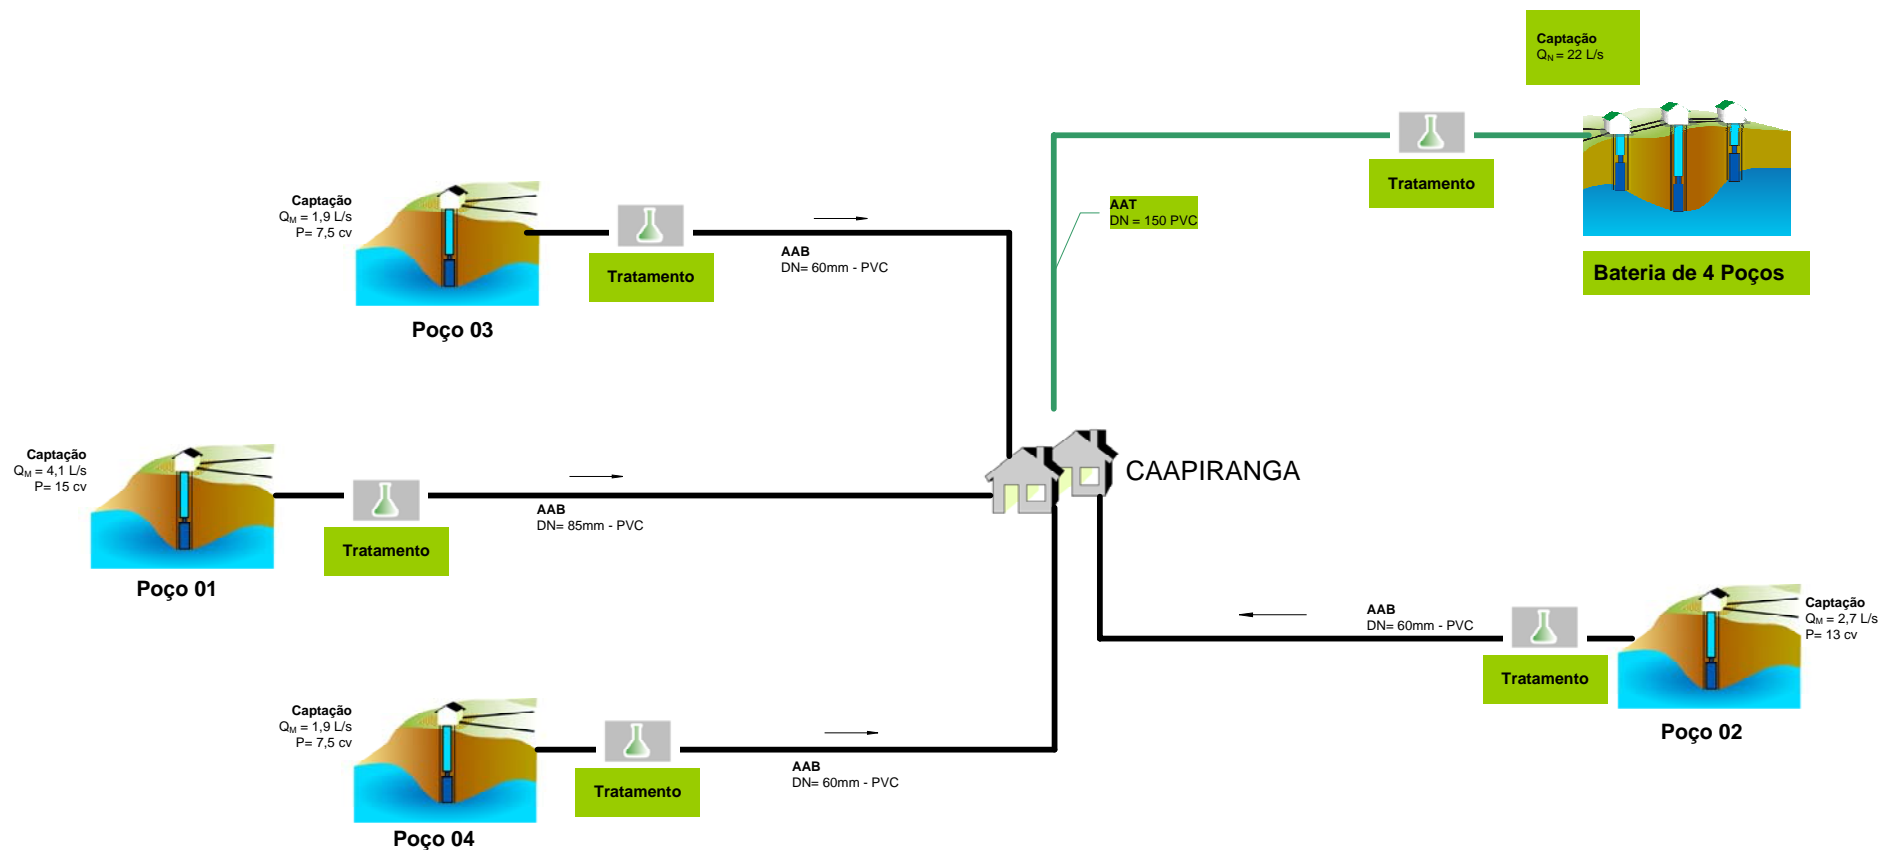 Captação
QN = 22 L/s
Tratamento
AAT
DN = 150 PVC
Bateria de 4 Poços
Captação
QM = 1,9 L/s
P= 7,5 cv
Tratamento
AAB
DN= 60mm - PVC
Poço 03
CAAPIRANGA
Captação
QM = 4,1 L/s
P= 15 cv
Tratamento
AAB
DN= 85mm - PVC
Poço 01
AAB
DN= 60mm - PVC
Captação
QM = 2,7 L/s
P= 13 cv
Tratamento
Poço 02
Captação
QM = 1,9 L/s
P= 7,5 cv
Tratamento
AAB
DN= 60mm - PVC
Poço 04